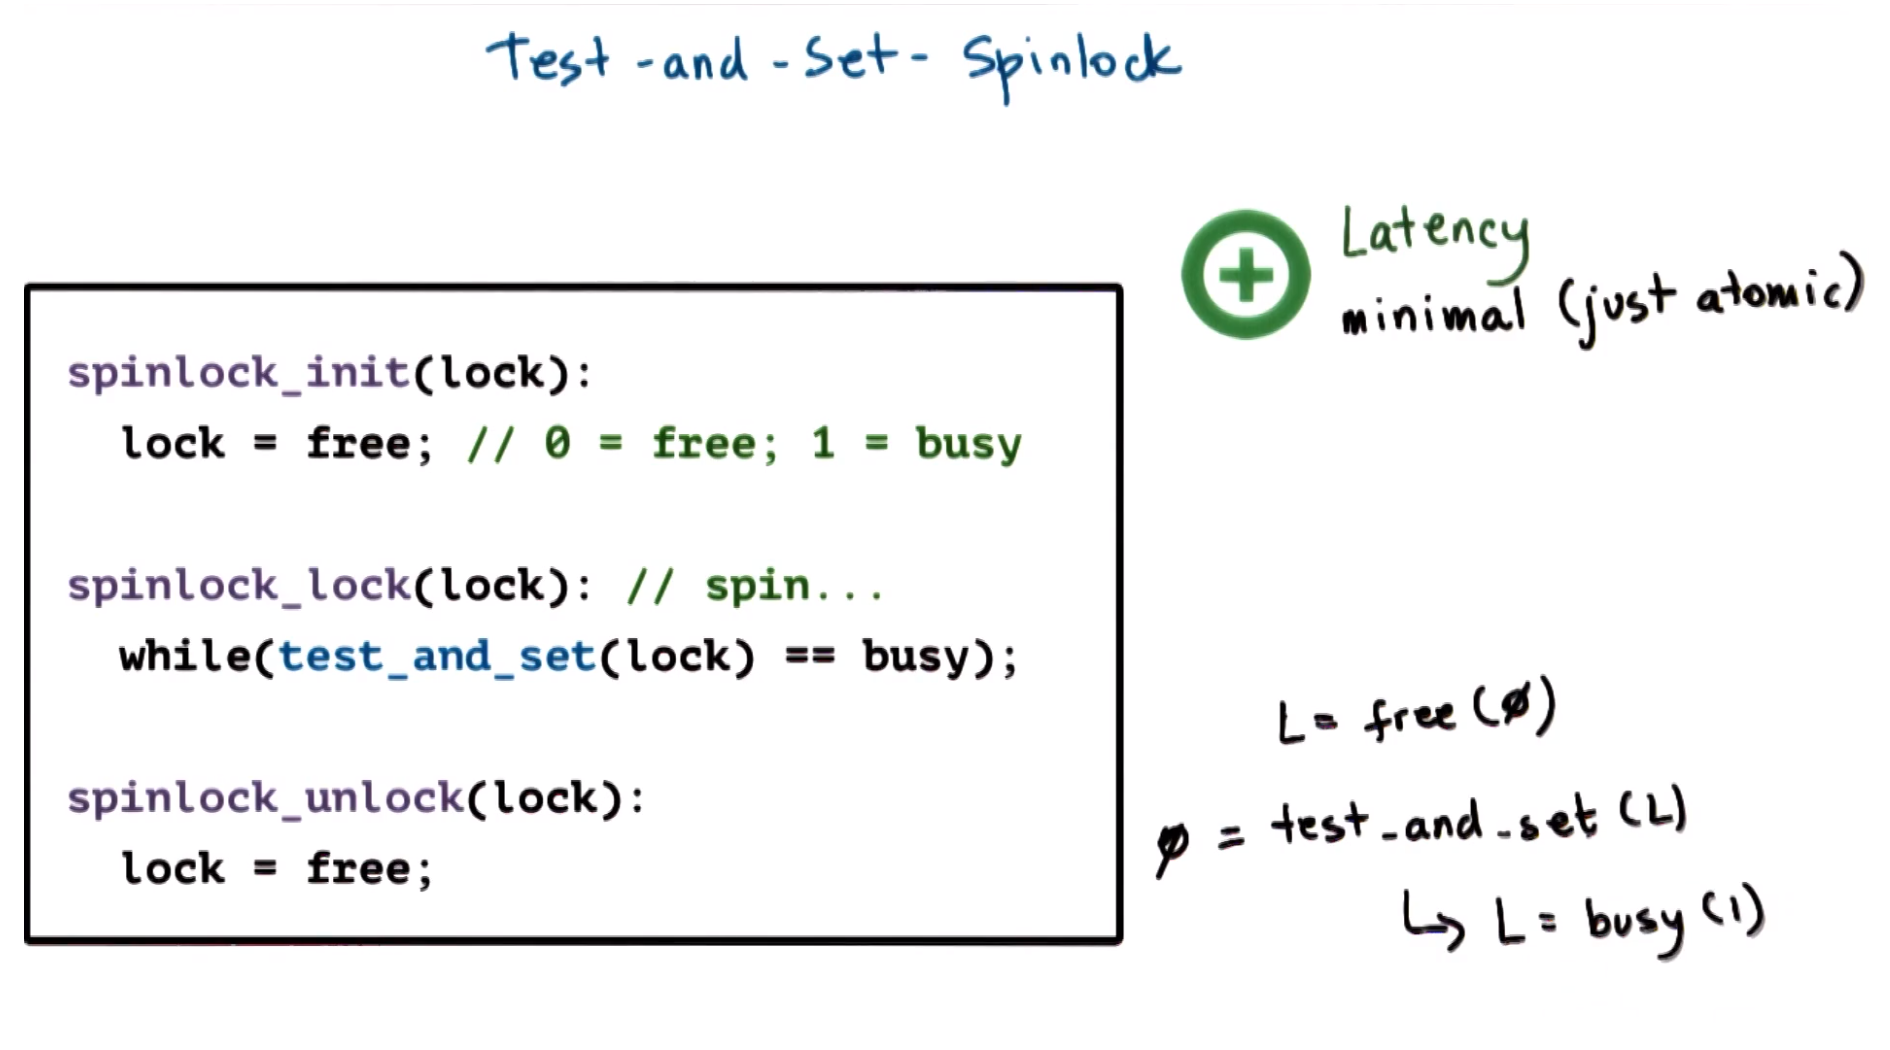 Test-and-Set- Spinlock
Latency
minimal (just atomic)
spinlock_init(lock):
lock = free; // 0 = free; 1 = busy
spinlock_lock(lock): // spin...
while(test_and_set(lock) == busy);
spinlock_unlock(lock):
lock = free;
L= free (ø)
ø = test_and_set (L)
↳ L = busy (1)